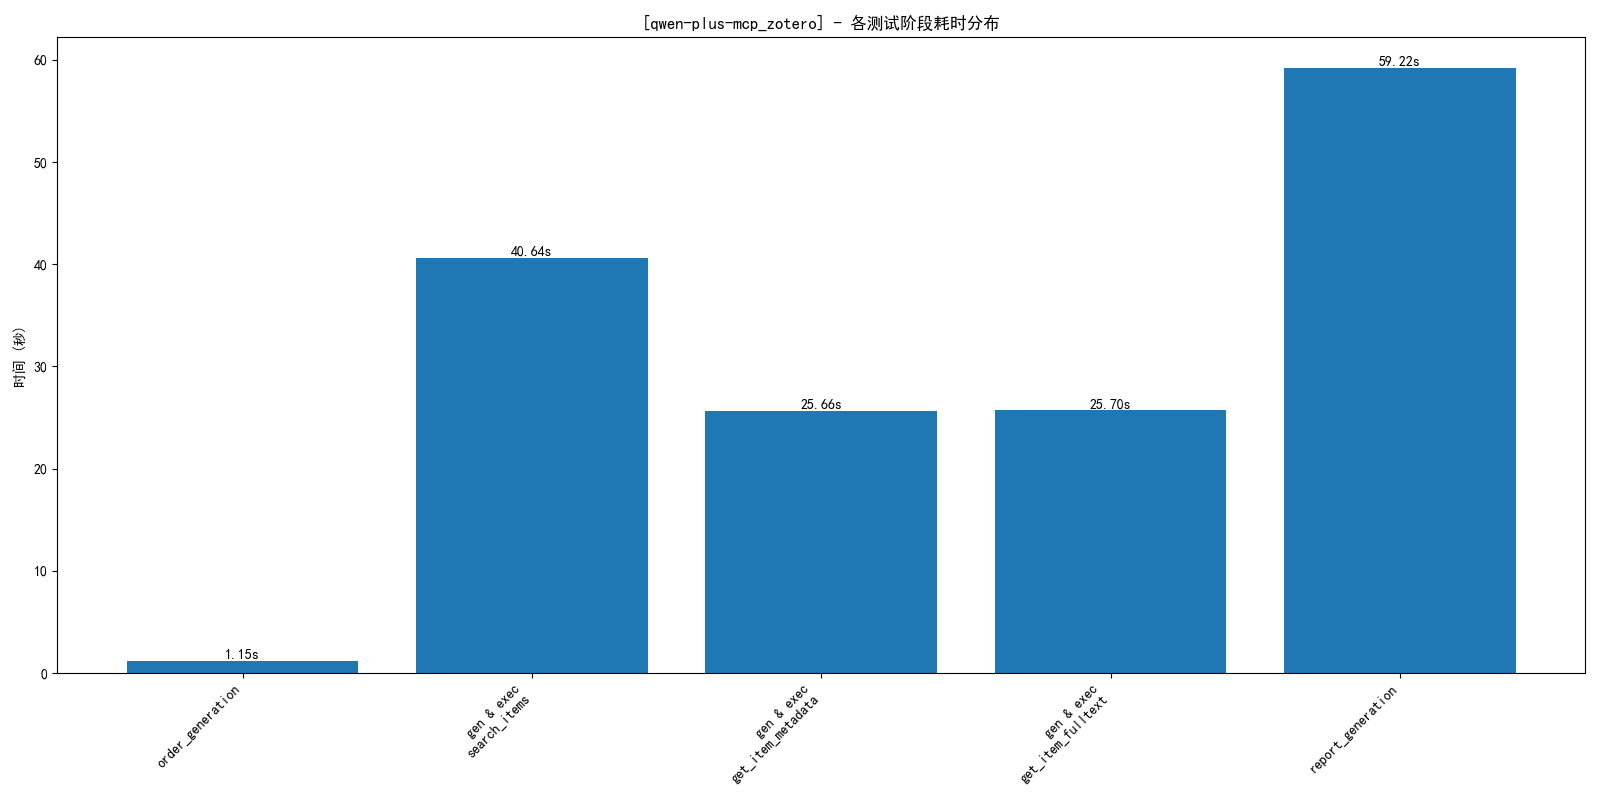 [qwen-plus-mcp_zotero] - 各测试阶段耗时分布
时间 (秒)
60
50
40
30
20
10
0
1.15s
40.64s
25.66s
25.70s
59.22s
order_generation
gen & exec
search_items
gen & exec
get_item_metadata
gen & exec
get_item_fulltext
report_generation